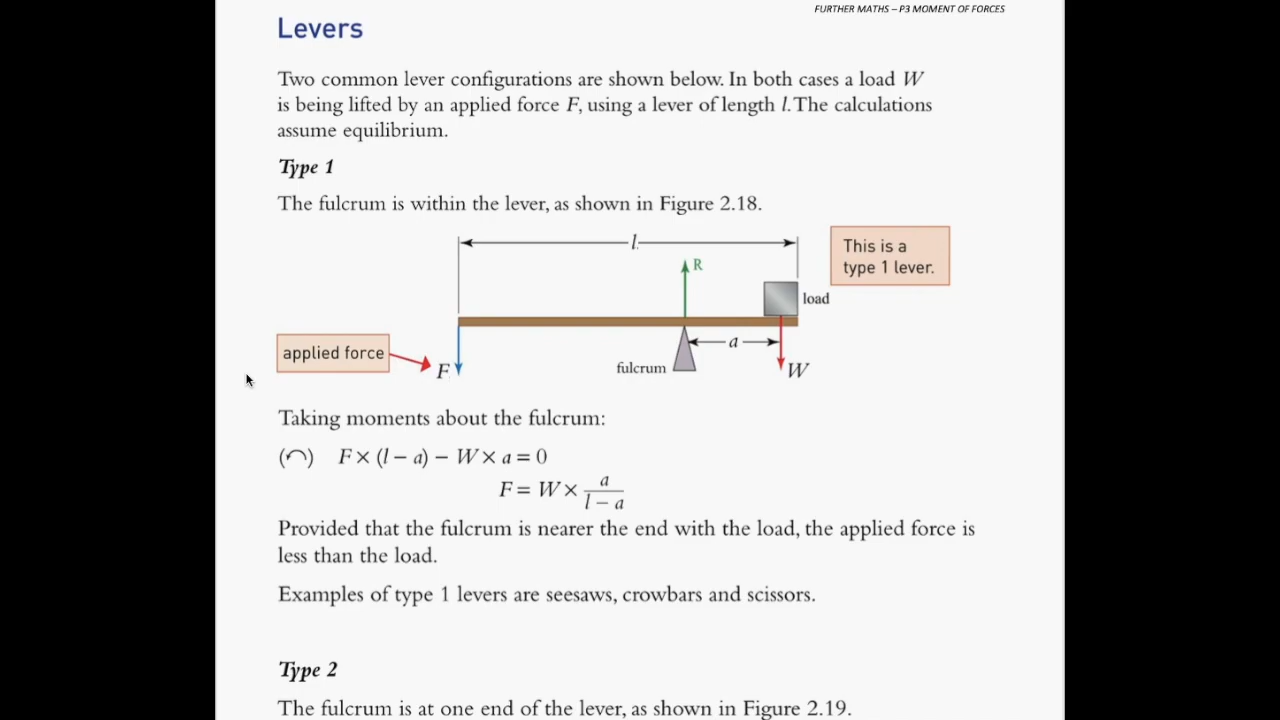 FURTHER MATHS – P3 MOMENT OF FORCES
Levers
Two common lever configurations are shown below. In both cases a load W
is being lifted by an applied force F, using a lever of length l. The calculations
assume equilibrium.
Type 1
The fulcrum is within the lever, as shown in Figure 2.18.
l
R
This is a
type 1 lever.
load
applied force
F
fulcrum
a
W
Taking moments about the fulcrum:
(↶) F × (l – a) – W × a = 0
F = W × a / (l – a)
Provided that the fulcrum is nearer the end with the load, the applied force is
less than the load.
Examples of type 1 levers are seesaws, crowbars and scissors.
Type 2
The fulcrum is at one end of the lever, as shown in Figure 2.19.